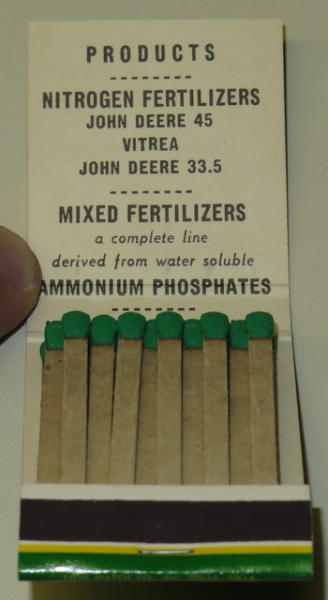 PRODUCTS
NITROGEN FERTILIZERS
JOHN DEERE 45
VITREA
JOHN DEERE 33.5
MIXED FERTILIZERS
a complete line
derived from water soluble
AMMONIUM PHOSPHATES